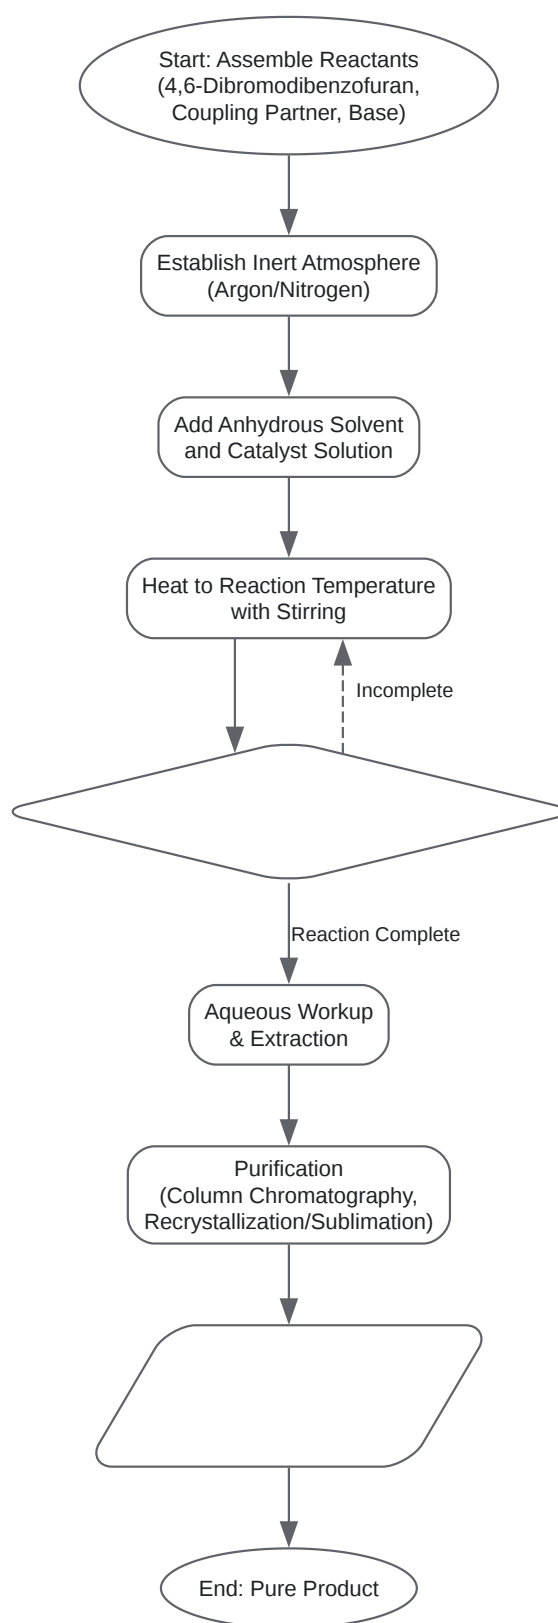 Start: Assemble Reactants
(4,6-Dibromodibenzofuran,
Coupling Partner, Base)
Establish Inert Atmosphere
(Argon/Nitrogen)
Add Anhydrous Solvent
and Catalyst Solution
Heat to Reaction Temperature
with Stirring
Incomplete
Reaction Complete
Aqueous Workup
& Extraction
Purification
(Column Chromatography,
Recrystallization/Sublimation)
End: Pure Product